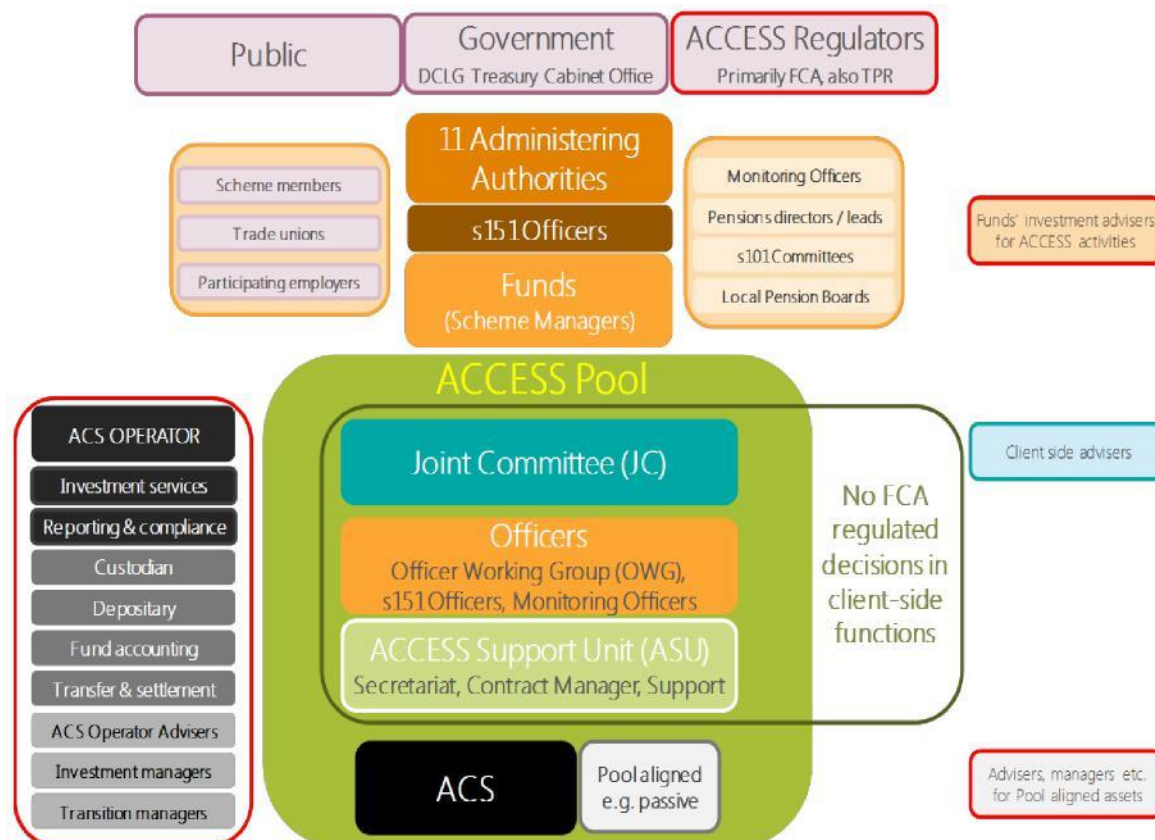 Public
Government
DCLG Treasury Cabinet Office
ACCESS Regulators
Primarily FCA, also TPR
Scheme members
Trade unions
Participating employers
11 Administering
Authorities
s151 Officers
Funds
(Scheme Managers)
Monitoring Officers
Pensions directors / leads
s101 Committees
Local Pension Boards
Funds' investment advisers
for ACCESS activities
ACCESS Pool
ACS OPERATOR
Investment services
Reporting & compliance
Custodian
Depositary
Fund accounting
Transfer & settlement
ACS Operator Advisers
Investment managers
Transition managers
Joint Committee (JC)
Officers
Officer Working Group (OWG),
s151 Officers, Monitoring Officers
ACCESS Support Unit (ASU)
Secretariat, Contract Manager, Support
No FCA
regulated
decisions in
client-side
functions
Client side advisers
ACS
Pool aligned
e.g. passive
Advisers, managers etc.
for Pool aligned assets